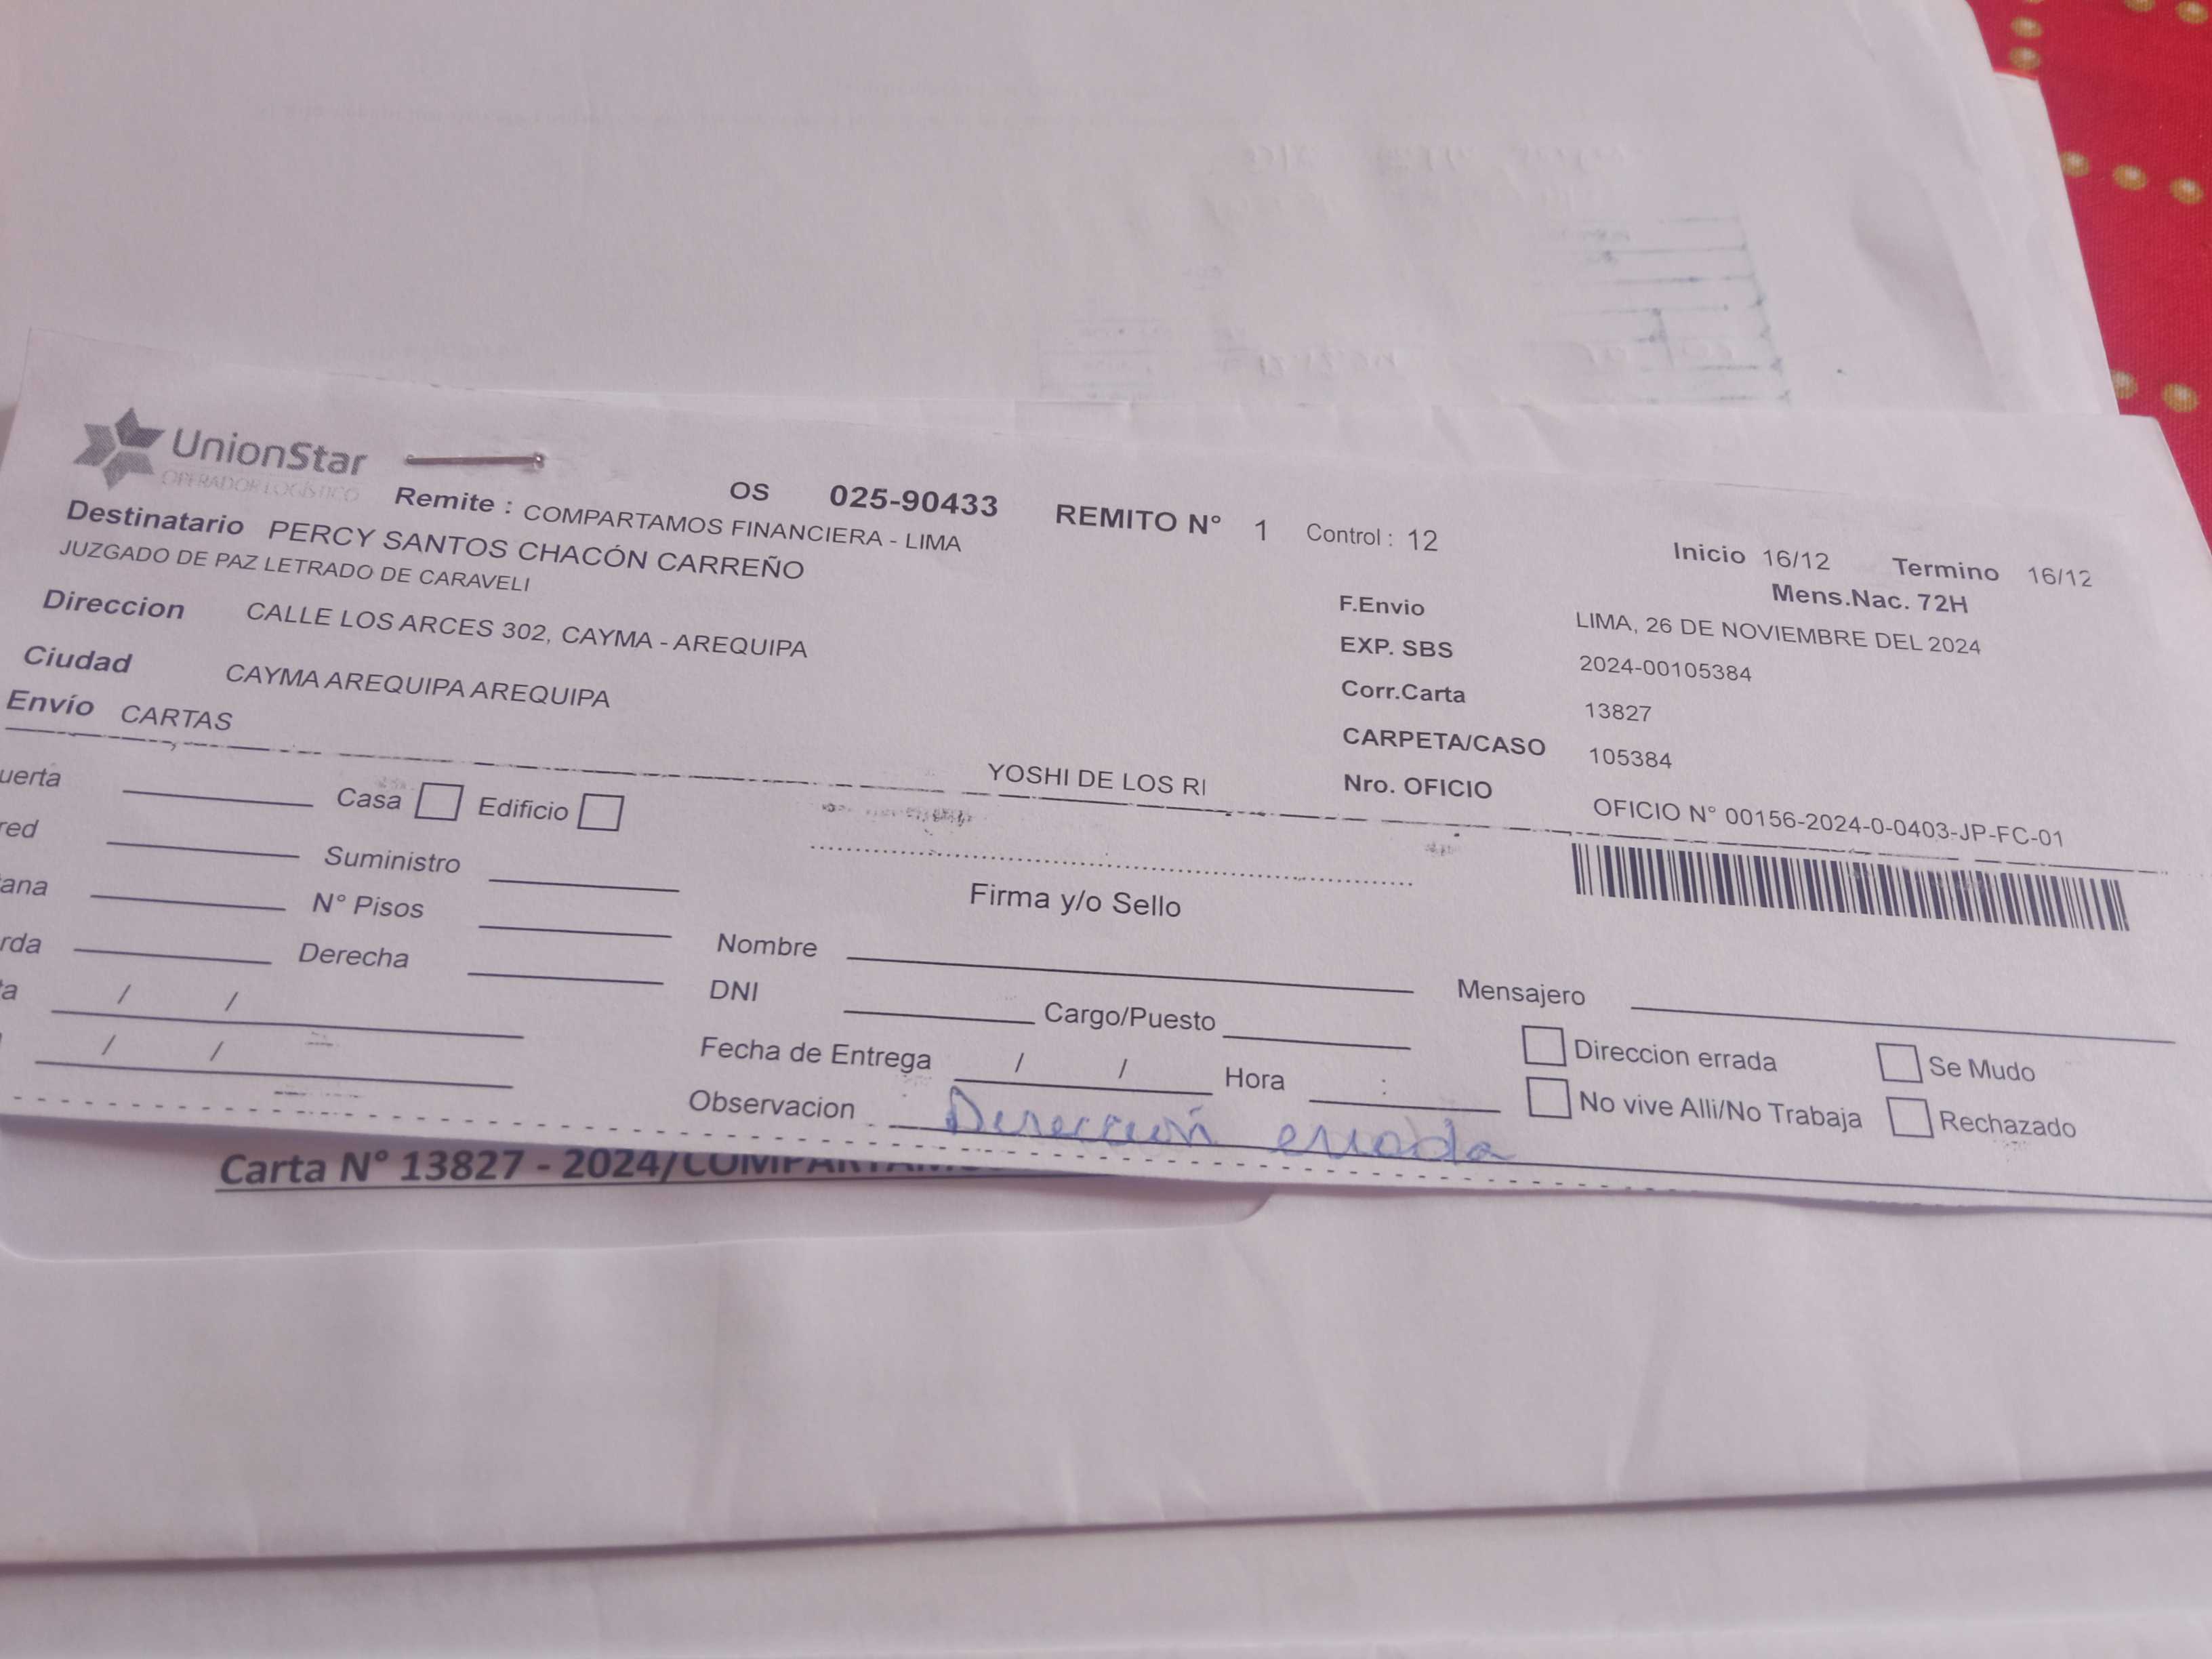 UnionStar
OPERADOR LOGÍSTICO
OS 025-90433 REMITO N° 1 Control : 12
Remite : COMPARTAMOS FINANCIERA - LIMA
Inicio 16/12 Termino 16/12
Mens.Nac. 72H
Destinatario PERCY SANTOS CHACÓN CARREÑO
JUZGADO DE PAZ LETRADO DE CARAVELI
Direccion CALLE LOS ARCES 302, CAYMA - AREQUIPA
Ciudad CAYMA AREQUIPA AREQUIPA
Envío CARTAS
F.Envio LIMA, 26 DE NOVIEMBRE DEL 2024
EXP. SBS 2024-00105384
Corr.Carta 13827
CARPETA/CASO 105384
Nro. OFICIO OFICIO N° 00156-2024-0-0403-JP-FC-01
YOSHI DE LOS RI
uerta Casa Edificio
red Suministro
ana N° Pisos
rda Derecha
a / /
/ /
Firma y/o Sello
Nombre
DNI Cargo/Puesto
Fecha de Entrega / / Hora :
Observacion Dirección errada
Mensajero
Direccion errada Se Mudo
No vive Alli/No Trabaja Rechazado
Carta N° 13827 - 2024/COMPARTAMOS